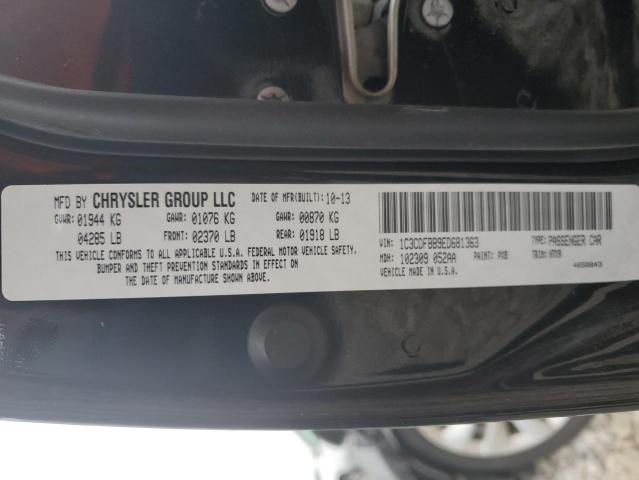 MFD BY CHRYSLER GROUP LLC DATE OF MFR(BUILT): 10-13
GVWR: 01944 KG GAWR: 01076 KG GAWR: 00870 KG
04285 LB FRONT: 02370 LB REAR: 01918 LB
THIS VEHICLE CONFORMS TO ALL APPLICABLE U.S.A. FEDERAL MOTOR VEHICLE SAFETY,
BUMPER AND THEFT PREVENTION STANDARDS IN EFFECT ON
THE DATE OF MANUFACTURE SHOWN ABOVE.
VIN: 1C3CDFBB9ED681363 TYPE: PASSENGER CAR
MDH: 102309 052AA PAINT: PXB TRIM:
VEHICLE MADE IN U.S.A.